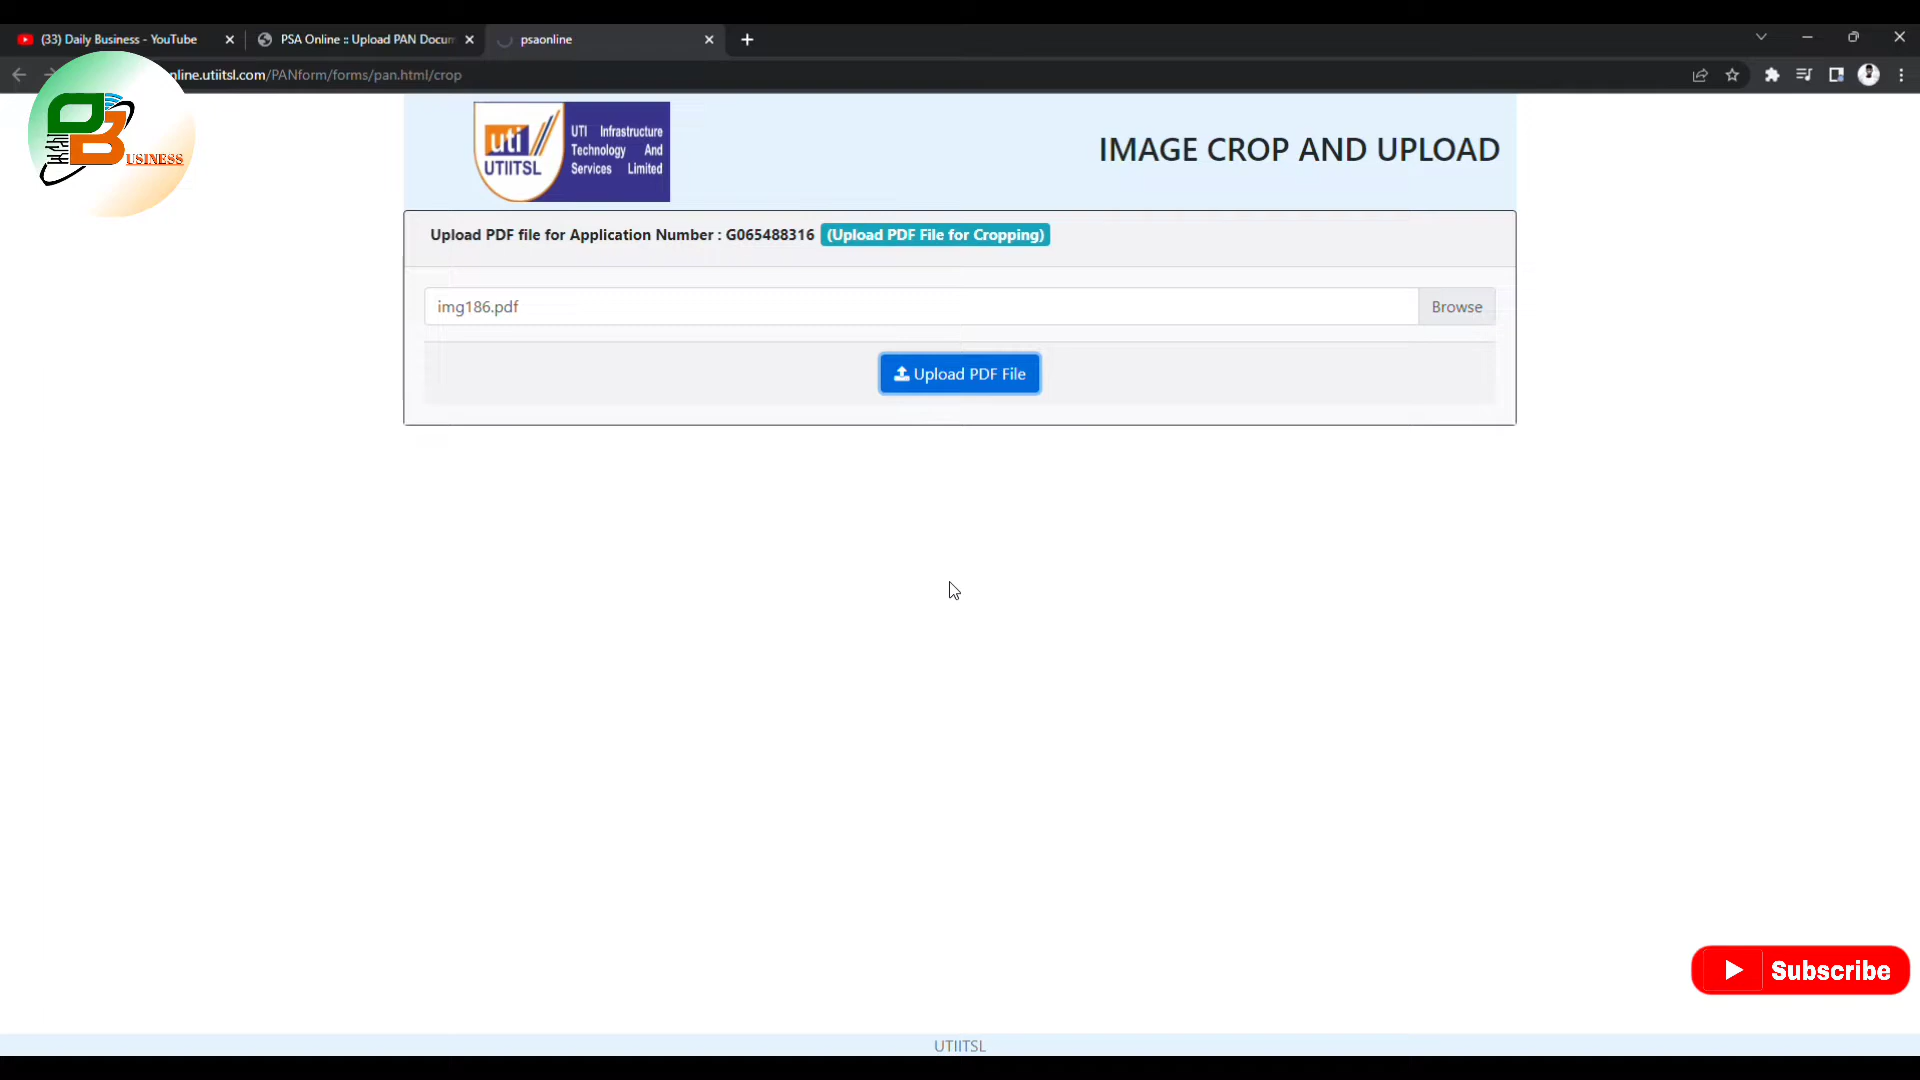 (33) Daily Business - YouTube
PSA Online :: Upload PAN Docum
psaonline
nline.utiitsl.com/PANform/forms/pan.html/crop
BUSINESS
uti
UTIITSL
UTI Infrastructure
Technology And
Services Limited
IMAGE CROP AND UPLOAD
Upload PDF file for Application Number : G065488316 (Upload PDF File for Cropping)
img186.pdf
Browse
Upload PDF File
Subscribe
UTIITSL